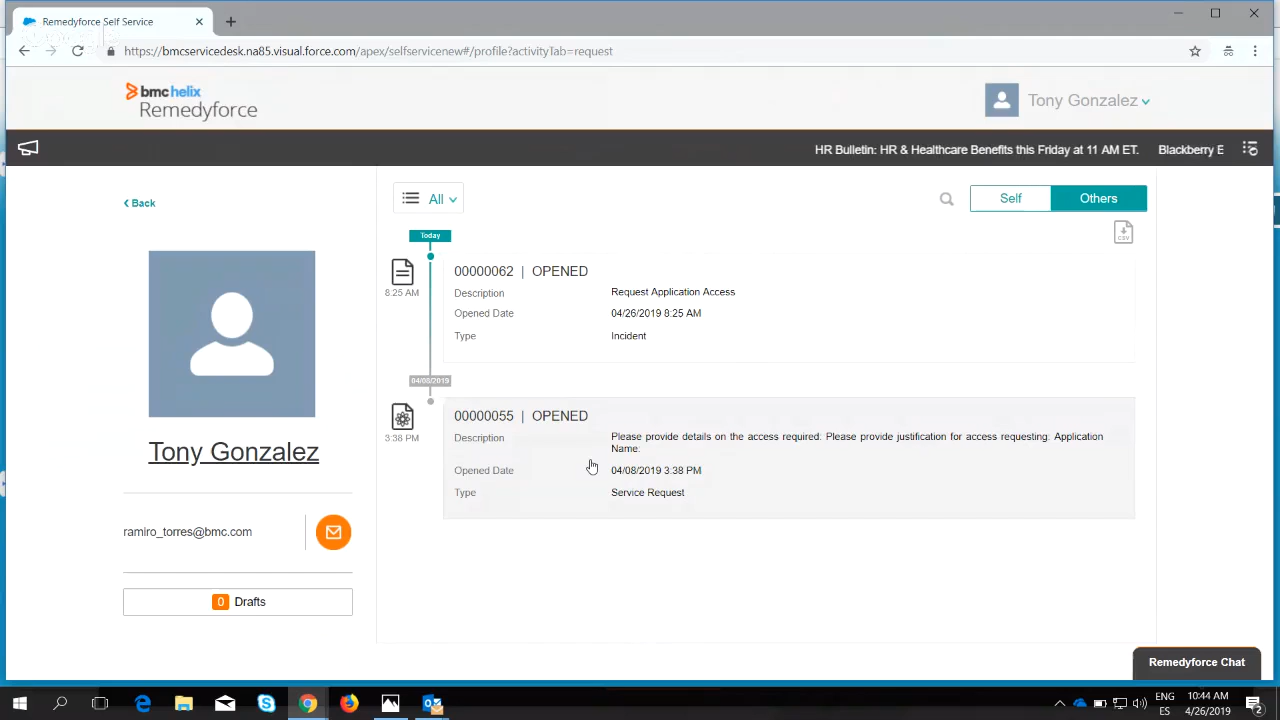 Remedyforce Self Service
https://bmcservicedesk.na85.visual.force.com/apex/selfservicenew#/profile?activityTab=request
bmc helix
Remedyforce
Tony Gonzalez
HR Bulletin: HR & Healthcare Benefits this Friday at 11 AM ET. Blackberry E
Back
All
Self
Others
CSV
Today
00000062 | OPENED
8:25 AM
Description Request Application Access
Opened Date 04/26/2019 8:25 AM
Type Incident
04/08/2019
00000055 | OPENED
3:38 PM
Description Please provide details on the access required: Please provide justification for access requesting: Application
Name:
Opened Date 04/08/2019 3:38 PM
Type Service Request
Tony Gonzalez
ramiro_torres@bmc.com
0 Drafts
Remedyforce Chat
ENG
ES
10:44 AM
4/26/2019
2